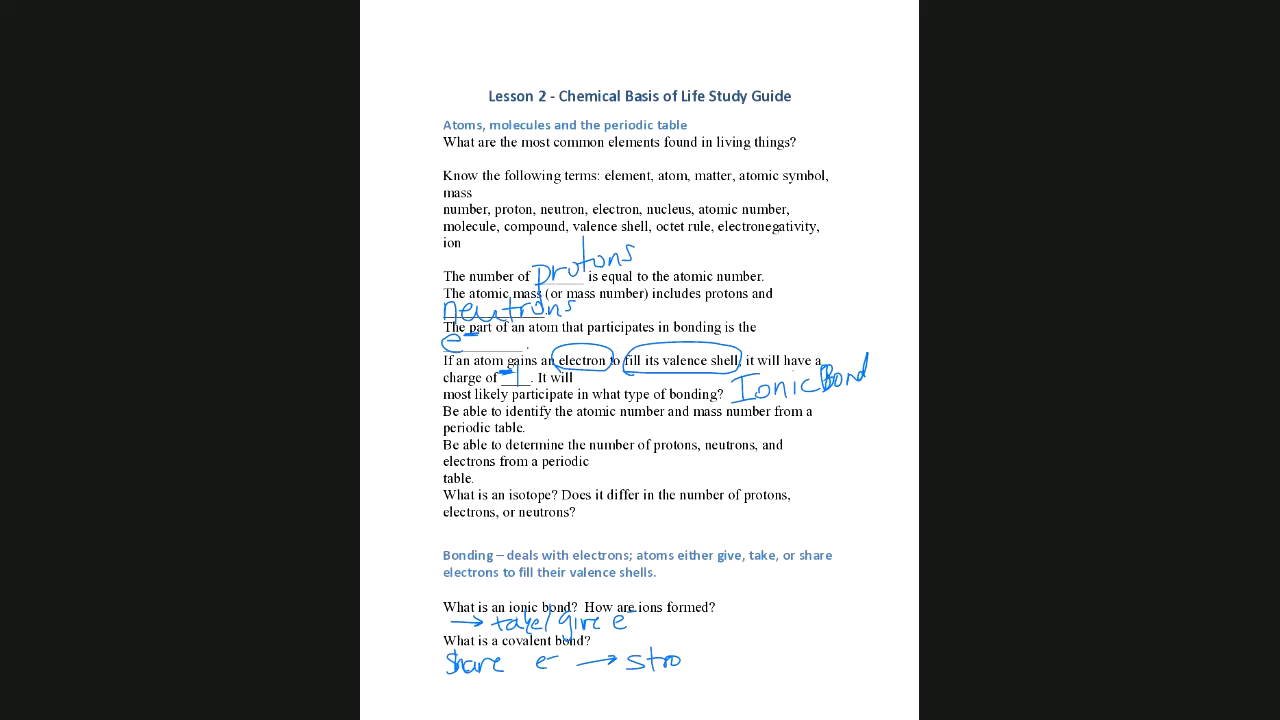 Lesson 2 - Chemical Basis of Life Study Guide
Atoms, molecules and the periodic table
What are the most common elements found in living things?
Know the following terms: element, atom, matter, atomic symbol,
mass
number, proton, neutron, electron, nucleus, atomic number,
molecule, compound, valence shell, octet rule, electronegativity,
ion
The number of protons is equal to the atomic number.
The atomic mass (or mass number) includes protons and
neutrons.
The part of an atom that participates in bonding is the
e⁻ .
If an atom gains an electron to fill its valence shell, it will have a
charge of -1. It will
most likely participate in what type of bonding? Ionic Bond
Be able to identify the atomic number and mass number from a
periodic table.
Be able to determine the number of protons, neutrons, and
electrons from a periodic
table.
What is an isotope? Does it differ in the number of protons,
electrons, or neutrons?
Bonding – deals with electrons; atoms either give, take, or share
electrons to fill their valence shells.
What is an ionic bond? How are ions formed?
→ take/give e⁻
What is a covalent bond?
share e⁻ → stro